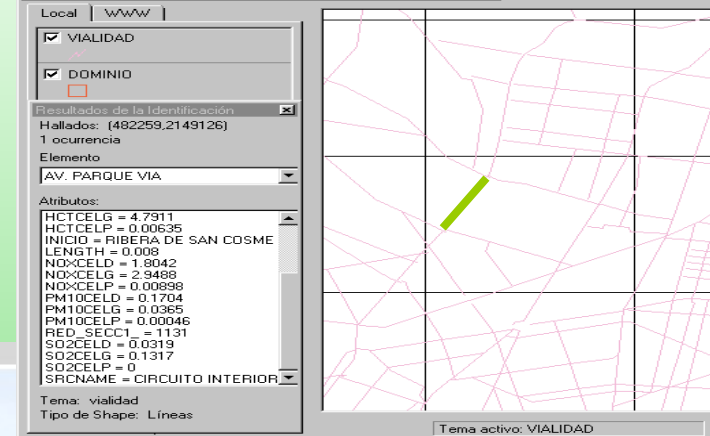 Local
WWW
VIALIDAD
DOMINIO
Resultados de la Identificación
Hallados: (482259,2149126)
1 ocurrencia
Elemento
AV. PARQUE VIA
Atributos:
HCTCELG = 4.7911
HCTCELP = 0.00635
INICIO = RIBERA DE SAN COSME
LENGTH = 0.008
NOXCELD = 1.8042
NOXCELG = 2.9488
NOXCELP = 0.00898
PM10CELD = 0.1704
PM10CELG = 0.0365
PM10CELP = 0.00046
RED_SECC1_ = 1131
SO2CELD = 0.0319
SO2CELG = 0.1317
SO2CELP = 0
SRCNAME = CIRCUITO INTERIOR
Tema: vialidad
Tipo de Shape: Líneas
Tema activo: VIALIDAD